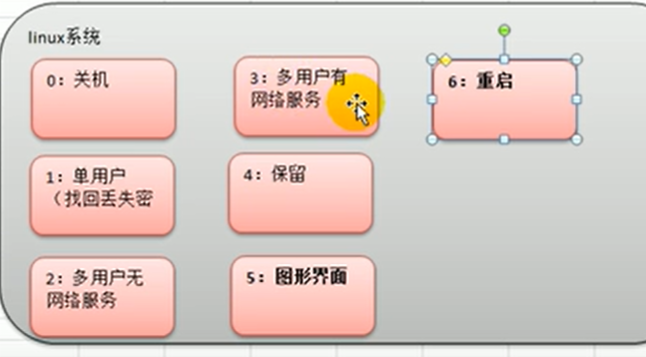 linux系统
0：关机
1：单用户
（找回丢失密
2：多用户无
网络服务
3：多用户有
网络服务
4：保留
5：图形界面
6：重启